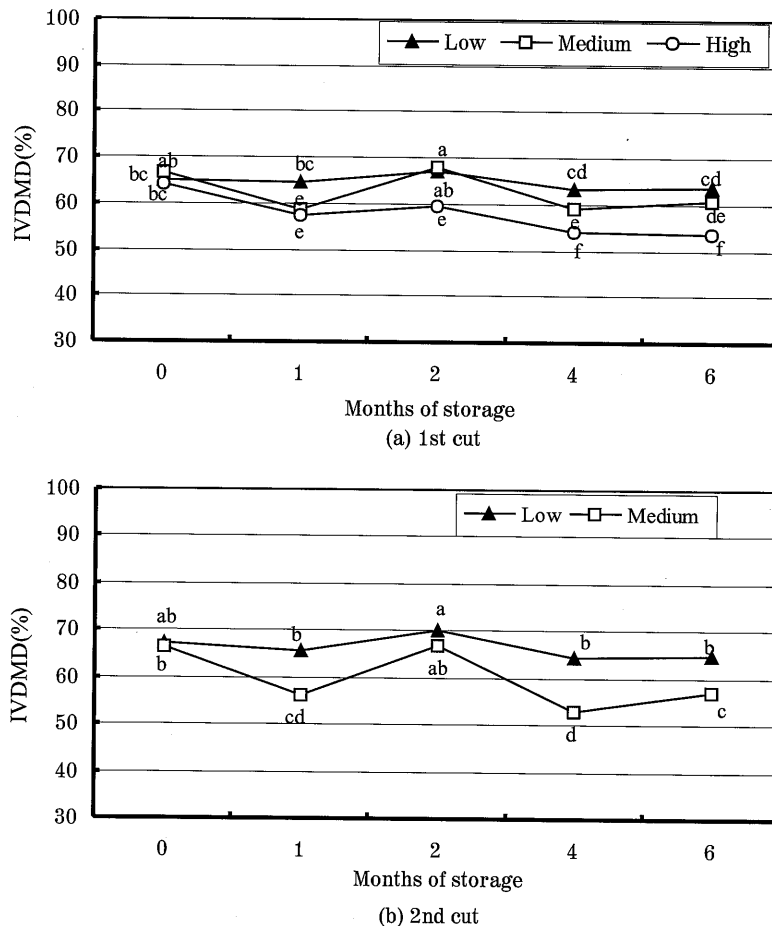 100
Low Medium High
90
80
70
ab bc a cd cd
bc
60
bc e ab e de
50
e e f f
40
30
IVDMD(%)
0 1 2 4 6
Months of storage
(a) 1st cut
100
Low Medium
90
80
70
ab b a b b
60
b ab
50
cd d c
40
30
IVDMD(%)
0 1 2 4 6
Months of storage
(b) 2nd cut